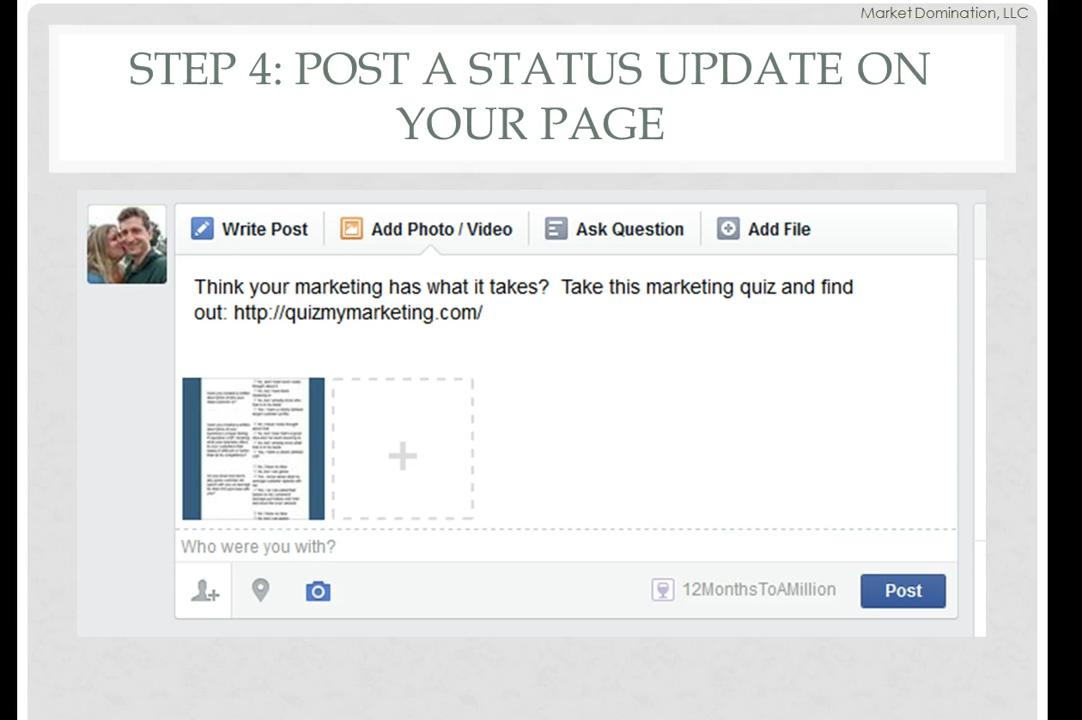 Market Domination, LLC
STEP 4: POST A STATUS UPDATE ON
YOUR PAGE
Write Post
Add Photo / Video
Ask Question
Add File
Think your marketing has what it takes?  Take this marketing quiz and find
out: http://quizmymarketing.com/
Who were you with?
12MonthsToAMillion
Post